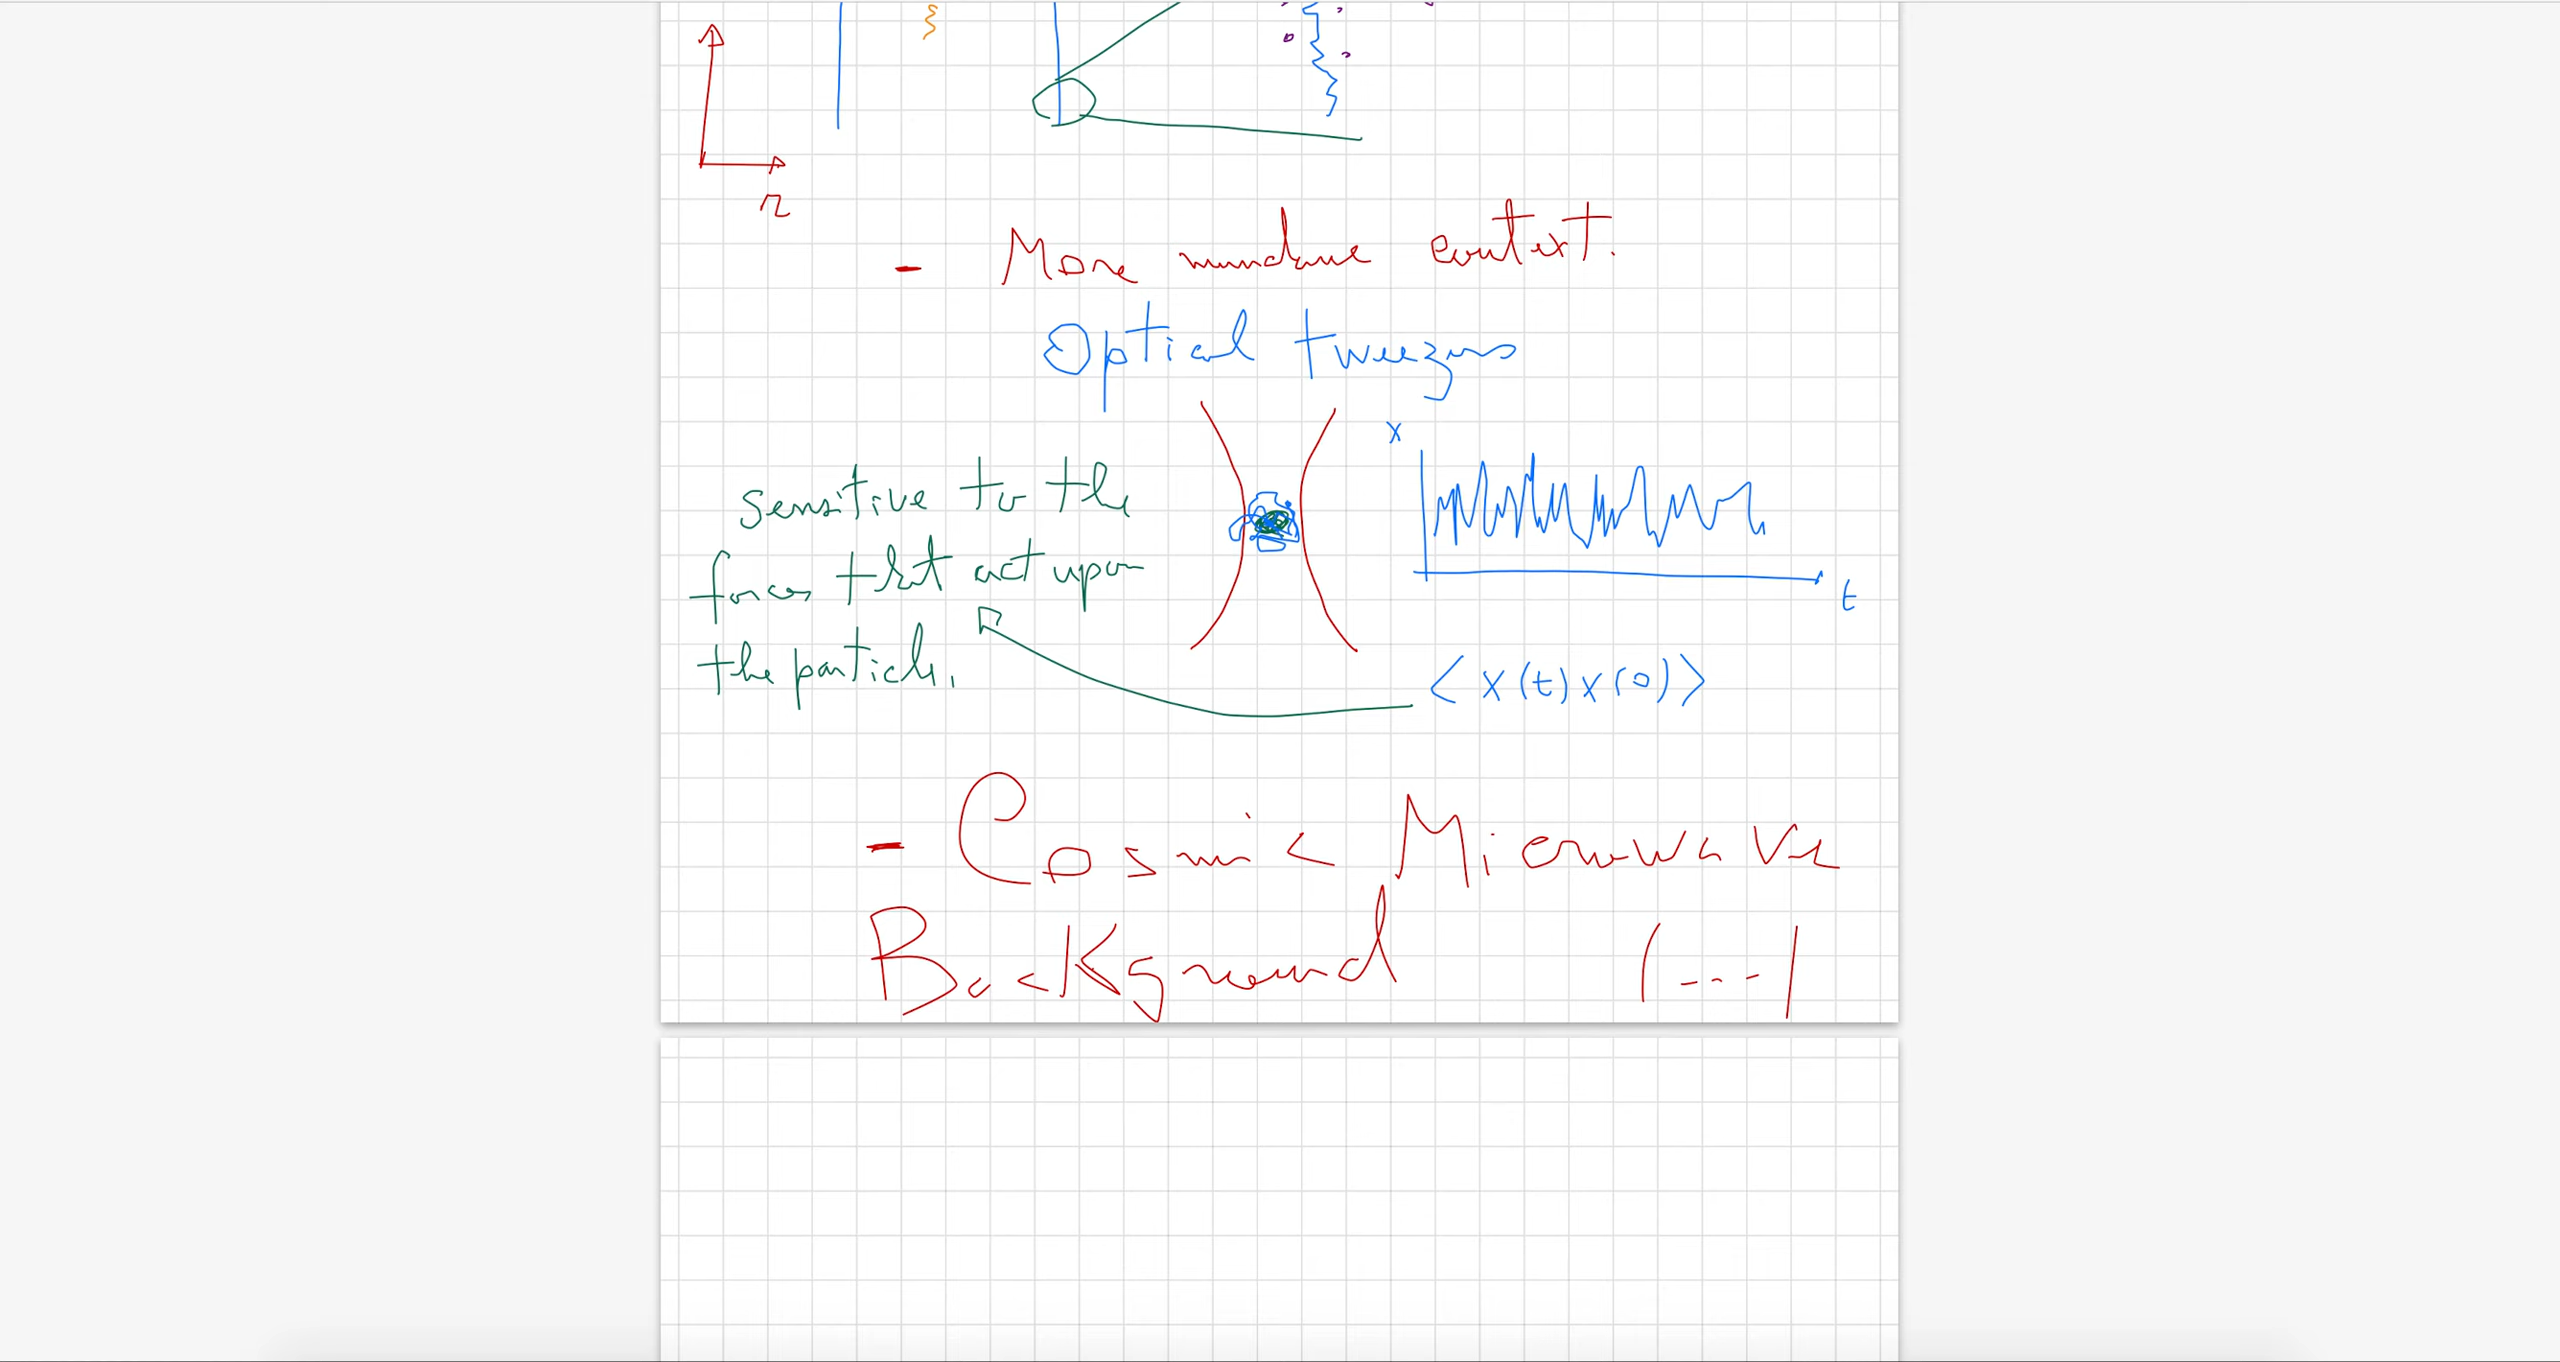 r
- More mundane context.
Optical tweezers
x
sensitive to the
forces that act upon
t
the particle.
⟨ x (t) x (0) ⟩
- Cosmic Microwave
Background (---)